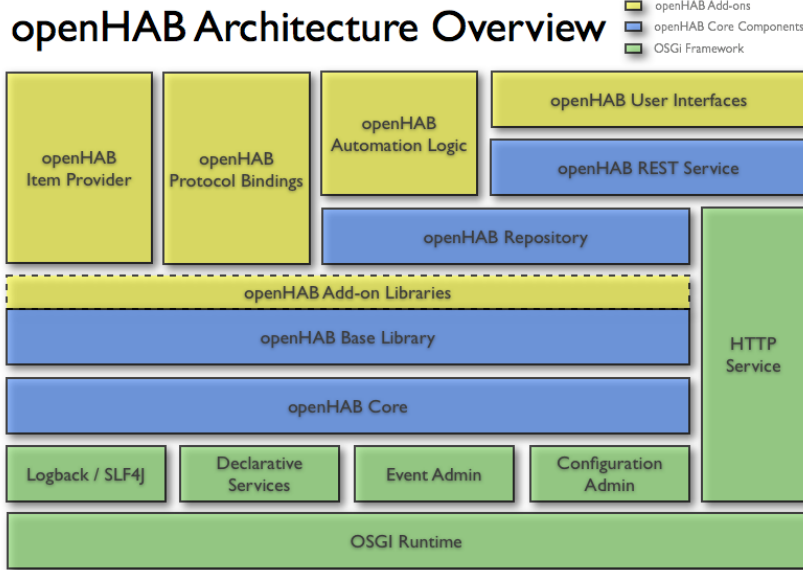 openHAB Architecture Overview
openHAB Add-ons
openHAB Core Components
OSGi Framework
openHAB
Item Provider
openHAB
Protocol Bindings
openHAB
Automation Logic
openHAB User Interfaces
openHAB REST Service
openHAB Repository
openHAB Add-on Libraries
openHAB Base Library
HTTP
Service
openHAB Core
Logback / SLF4J
Declarative
Services
Event Admin
Configuration
Admin
OSGI Runtime